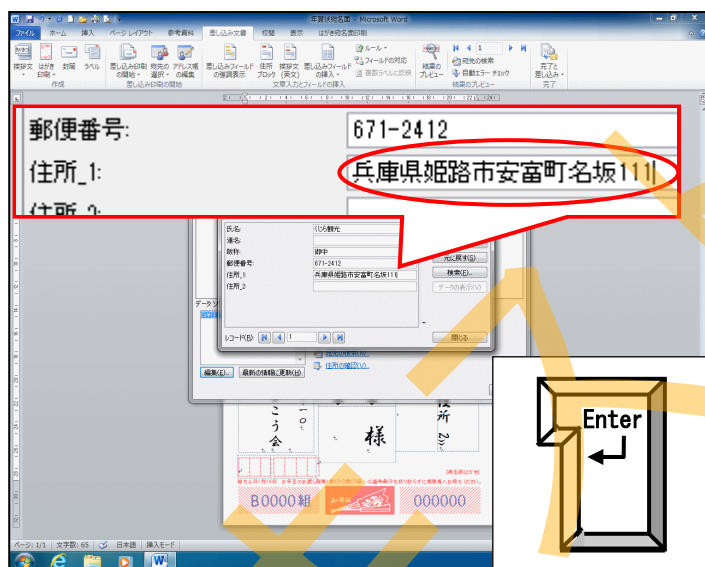 年賀状宛名面 - Microsoft Word
ファイル ホーム 挿入 ページ レイアウト 参考資料 差し込み文書 校閲 表示 はがき宛名面印刷
挨拶文 はがき印刷 封筒 ラベル 差し込み印刷の開始 宛先の選択 アドレス帳の編集 差し込みフィールドの強調表示 住所ブロック 挨拶文(英文) 差し込みフィールドの挿入 ルール フィールドの対応 複数ラベルに反映 結果のプレビュー 1 宛先の検索 自動エラー チェック 完了と差し込み
作成 差し込み印刷の開始 文章入力とフィールドの挿入 結果のプレビュー 完了
郵便番号: 671-2412
住所_1: 兵庫県姫路市安富町名坂111
住所_2:
氏名: くじら観光
連名:
敬称: 御中
郵便番号: 671-2412
住所_1: 兵庫県姫路市安富町名坂111
住所_2
元に戻す(S)
検索(E)...
データの表示(V)
レコード(R): 1 閉じる
住所の確認(V)...
編集(E)... 最新の情報に更新(H)
Enter
こう会
様
所 2»
B0000組 000000
ページ: 1/1 文字数: 65 日本語 挿入モード